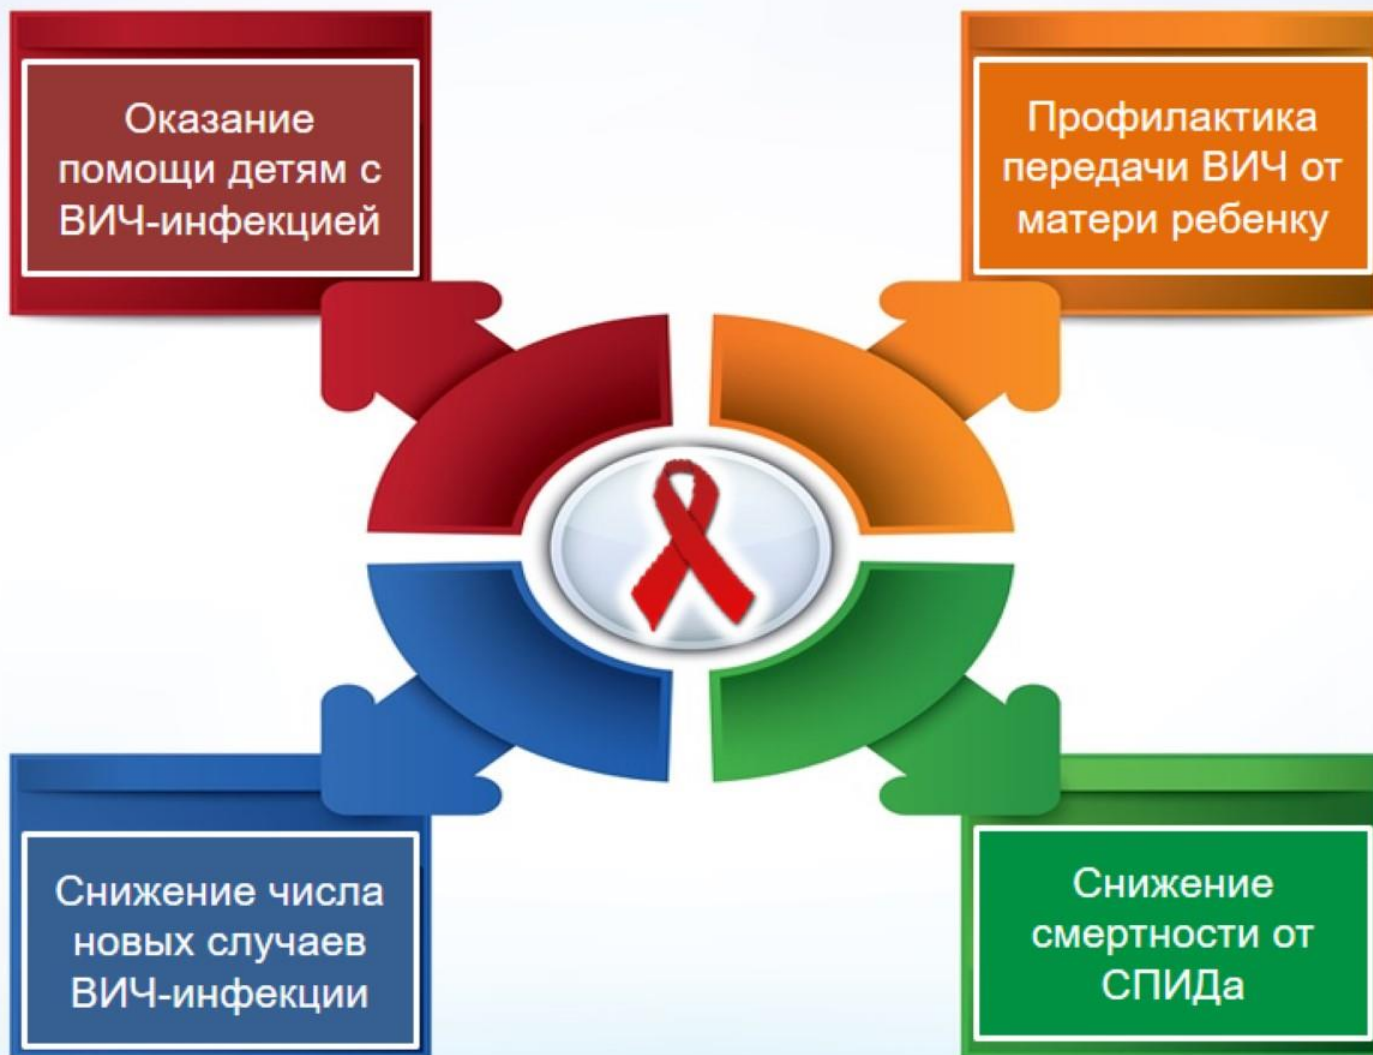 Оказание
помощи детям с
ВИЧ-инфекцией
Профилактика
передачи ВИЧ от
матери ребенку
Снижение числа
новых случаев
ВИЧ-инфекции
Снижение
смертности от
СПИДа